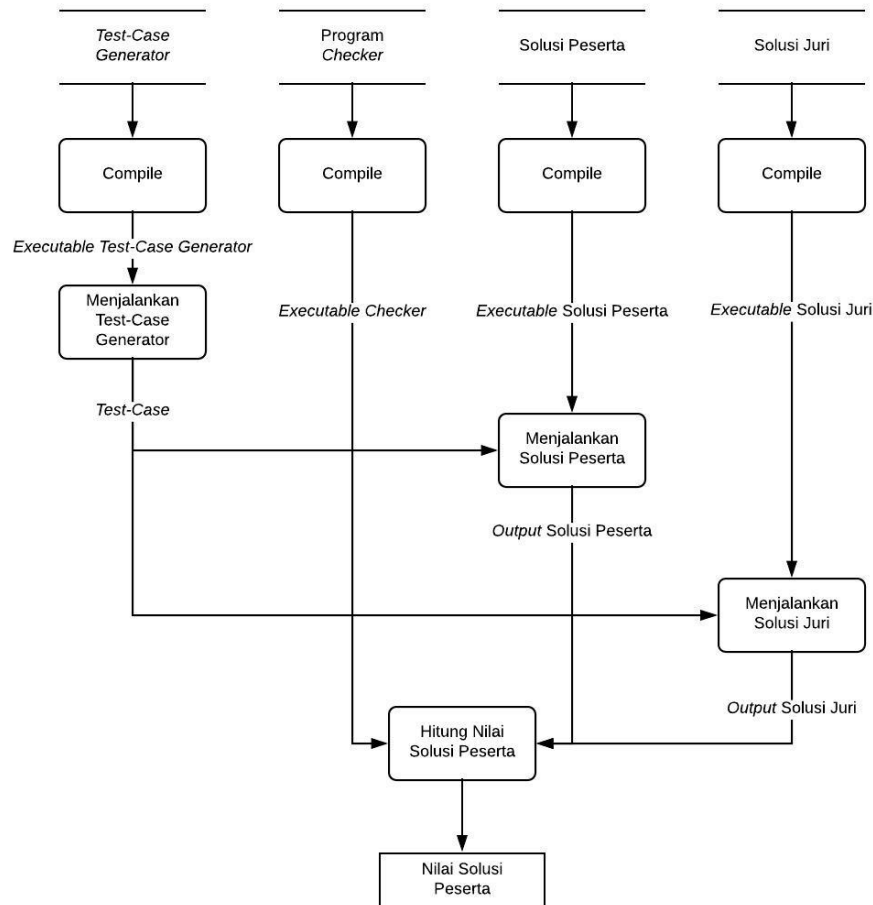 Test-Case
Generator
Program
Checker
Solusi Peserta
Solusi Juri
Compile
Compile
Compile
Compile
Executable Test-Case Generator
Menjalankan
Test-Case
Generator
Executable Checker
Executable Solusi Peserta
Executable Solusi Juri
Test-Case
Menjalankan
Solusi Peserta
Output Solusi Peserta
Menjalankan
Solusi Juri
Output Solusi Juri
Hitung Nilai
Solusi Peserta
Nilai Solusi
Peserta